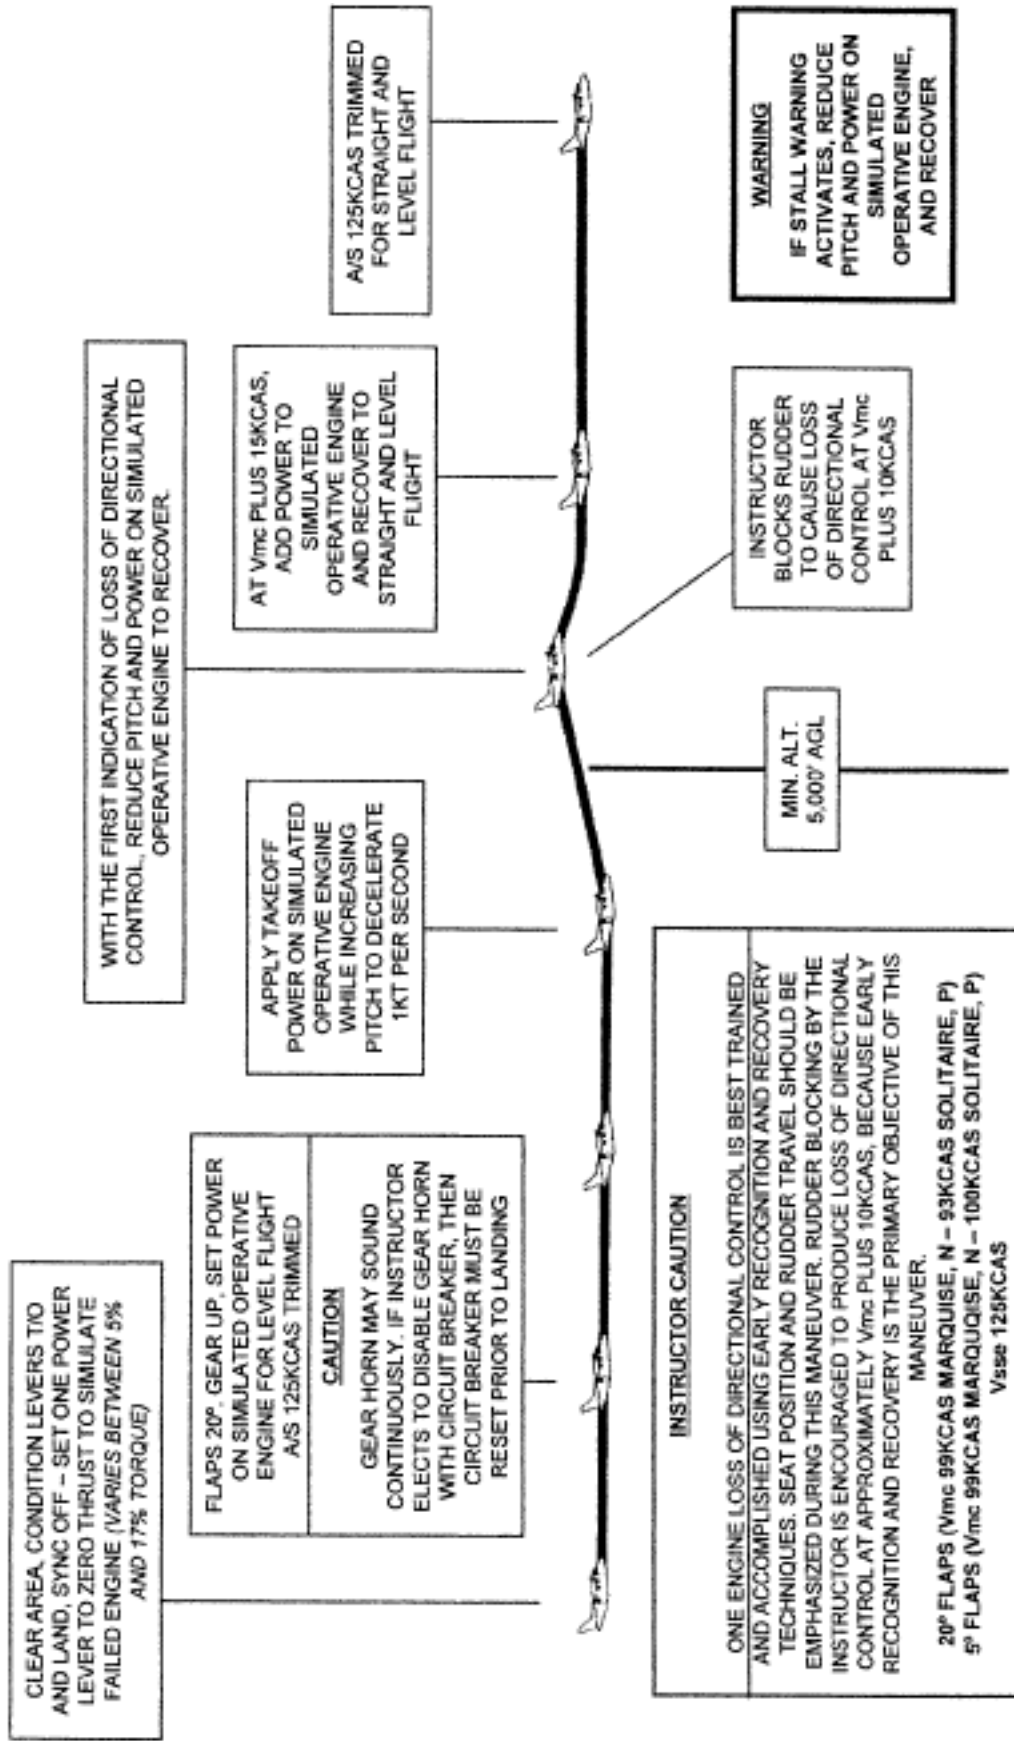 CLEAR AREA, CONDITION LEVERS T/O
AND LAND, SYNC OFF – SET ONE POWER
LEVER TO ZERO THRUST TO SIMULATE
FAILED ENGINE (VARIES BETWEEN 5%
AND 17% TORQUE)
FLAPS 20º, GEAR UP, SET POWER
ON SIMULATED OPERATIVE
ENGINE FOR LEVEL FLIGHT
A/S 125KCAS TRIMMED
CAUTION
GEAR HORN MAY SOUND
CONTINUOUSLY. IF INSTRUCTOR
ELECTS TO DISABLE GEAR HORN
WITH CIRCUIT BREAKER, THEN
CIRCUIT BREAKER MUST BE
RESET PRIOR TO LANDING
APPLY TAKEOFF
POWER ON SIMULATED
OPERATIVE ENGINE
WHILE INCREASING
PITCH TO DECELERATE
1KT PER SECOND
WITH THE FIRST INDICATION OF LOSS OF DIRECTIONAL
CONTROL, REDUCE PITCH AND POWER ON SIMULATED
OPERATIVE ENGINE TO RECOVER.
AT Vmc PLUS 15KCAS,
ADD POWER TO
SIMULATED
OPERATIVE ENGINE
AND RECOVER TO
STRAIGHT AND LEVEL
FLIGHT
A/S 125KCAS TRIMMED
FOR STRAIGHT AND
LEVEL FLIGHT
INSTRUCTOR CAUTION
ONE ENGINE LOSS OF DIRECTIONAL CONTROL IS BEST TRAINED
AND ACCOMPLISHED USING EARLY RECOGNITION AND RECOVERY
TECHNIQUES. SEAT POSITION AND RUDDER TRAVEL SHOULD BE
EMPHASIZED DURING THIS MANEUVER. RUDDER BLOCKING BY THE
INSTRUCTOR IS ENCOURAGED TO PRODUCE LOSS OF DIRECTIONAL
CONTROL AT APPROXIMATELY Vmc PLUS 10KCAS, BECAUSE EARLY
RECOGNITION AND RECOVERY IS THE PRIMARY OBJECTIVE OF THIS
MANEUVER.
20º FLAPS (Vmc 99KCAS MARQUISE, N – 93KCAS SOLITAIRE, P)
5º FLAPS (Vmc 99KCAS MARQUQISE, N – 100KCAS SOLITAIRE, P)
Vsse 125KCAS
MIN. ALT.
5,000' AGL
INSTRUCTOR
BLOCKS RUDDER
TO CAUSE LOSS
OF DIRECTIONAL
CONTROL AT Vmc
PLUS 10KCAS
WARNING
IF STALL WARNING
ACTIVATES, REDUCE
PITCH AND POWER ON
SIMULATED
OPERATIVE ENGINE,
AND RECOVER